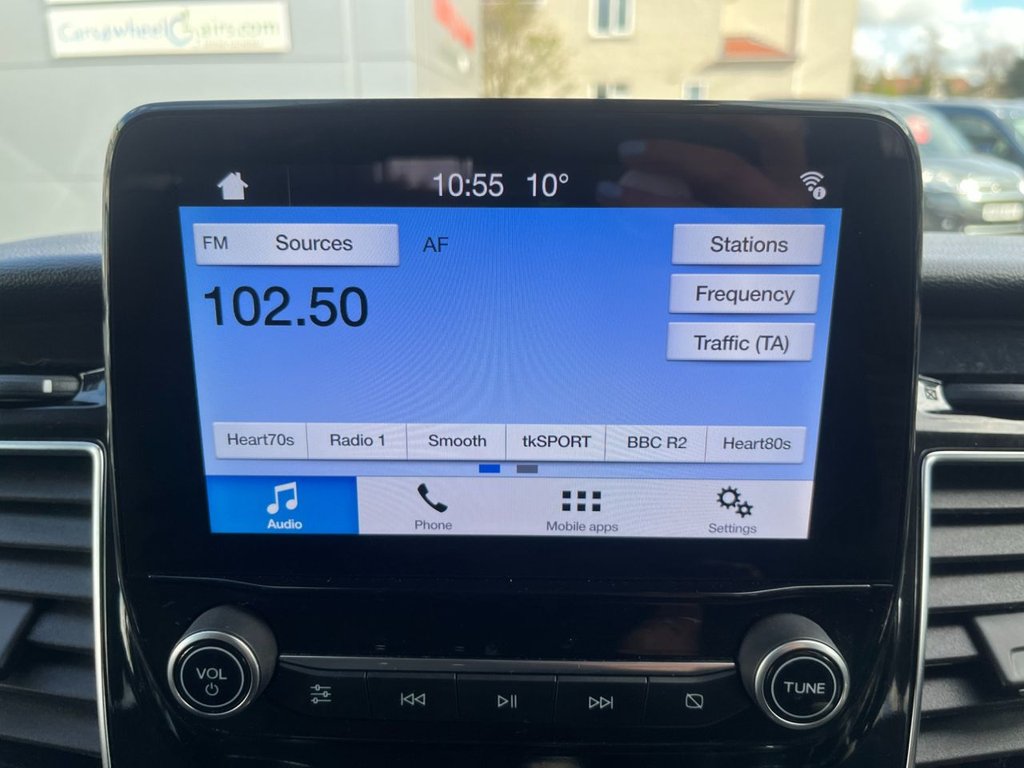 Cars4wheelChairs.com
10:55 10°
FM Sources AF Stations
102.50 Frequency
Traffic (TA)
Heart70s Radio 1 Smooth tkSPORT BBC R2 Heart80s
Audio Phone Mobile apps Settings
VOL
TUNE